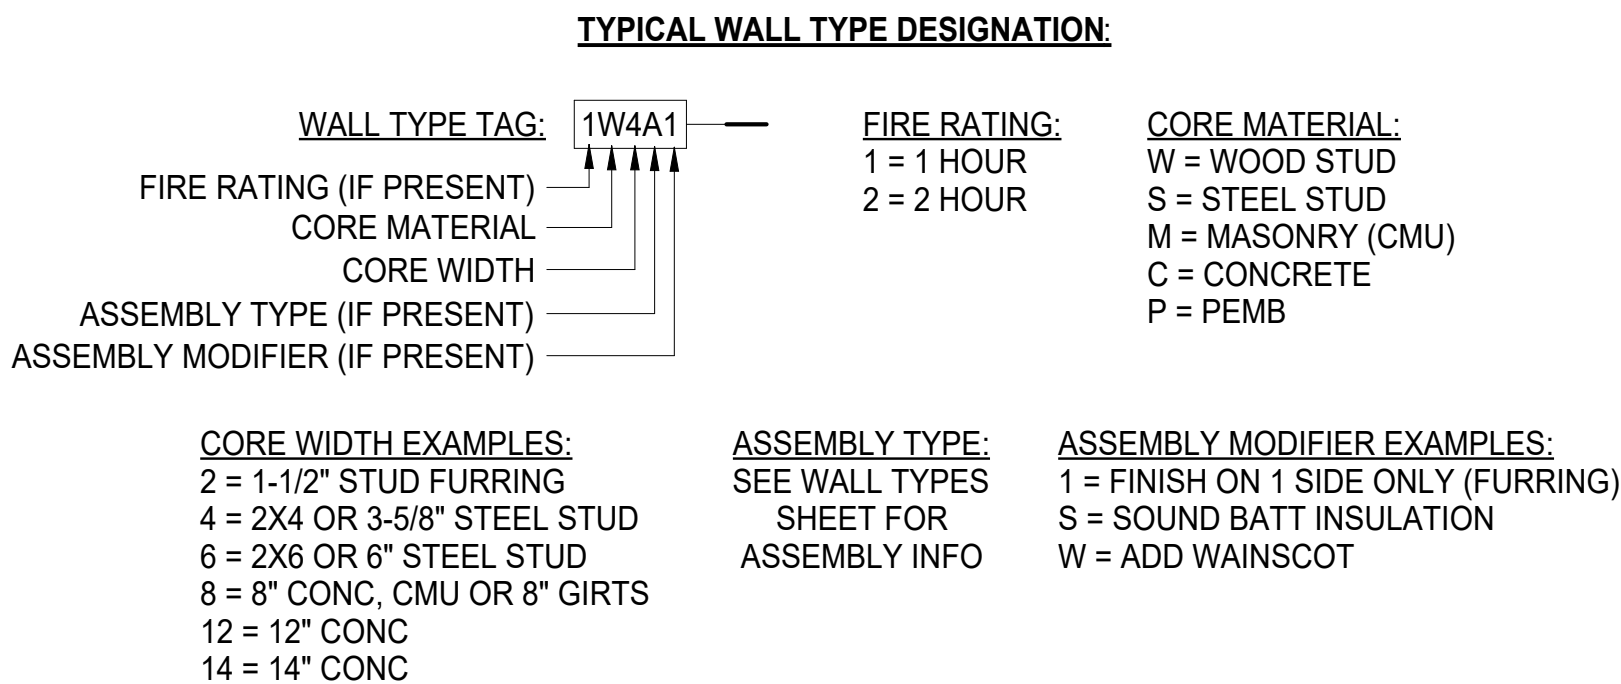 TYPICAL WALL TYPE DESIGNATION:
WALL TYPE TAG:
1W4A1
FIRE RATING (IF PRESENT)
CORE MATERIAL
CORE WIDTH
ASSEMBLY TYPE (IF PRESENT)
ASSEMBLY MODIFIER (IF PRESENT)
FIRE RATING:
1 = 1 HOUR
2 = 2 HOUR
CORE MATERIAL:
W = WOOD STUD
S = STEEL STUD
M = MASONRY (CMU)
C = CONCRETE
P = PEMB
CORE WIDTH EXAMPLES:
2 = 1-1/2" STUD FURRING
4 = 2X4 OR 3-5/8" STEEL STUD
6 = 2X6 OR 6" STEEL STUD
8 = 8" CONC, CMU OR 8" GIRTS
12 = 12" CONC
14 = 14" CONC
ASSEMBLY TYPE:
SEE WALL TYPES
SHEET FOR
ASSEMBLY INFO
ASSEMBLY MODIFIER EXAMPLES:
1 = FINISH ON 1 SIDE ONLY (FURRING)
S = SOUND BATT INSULATION
W = ADD WAINSCOT